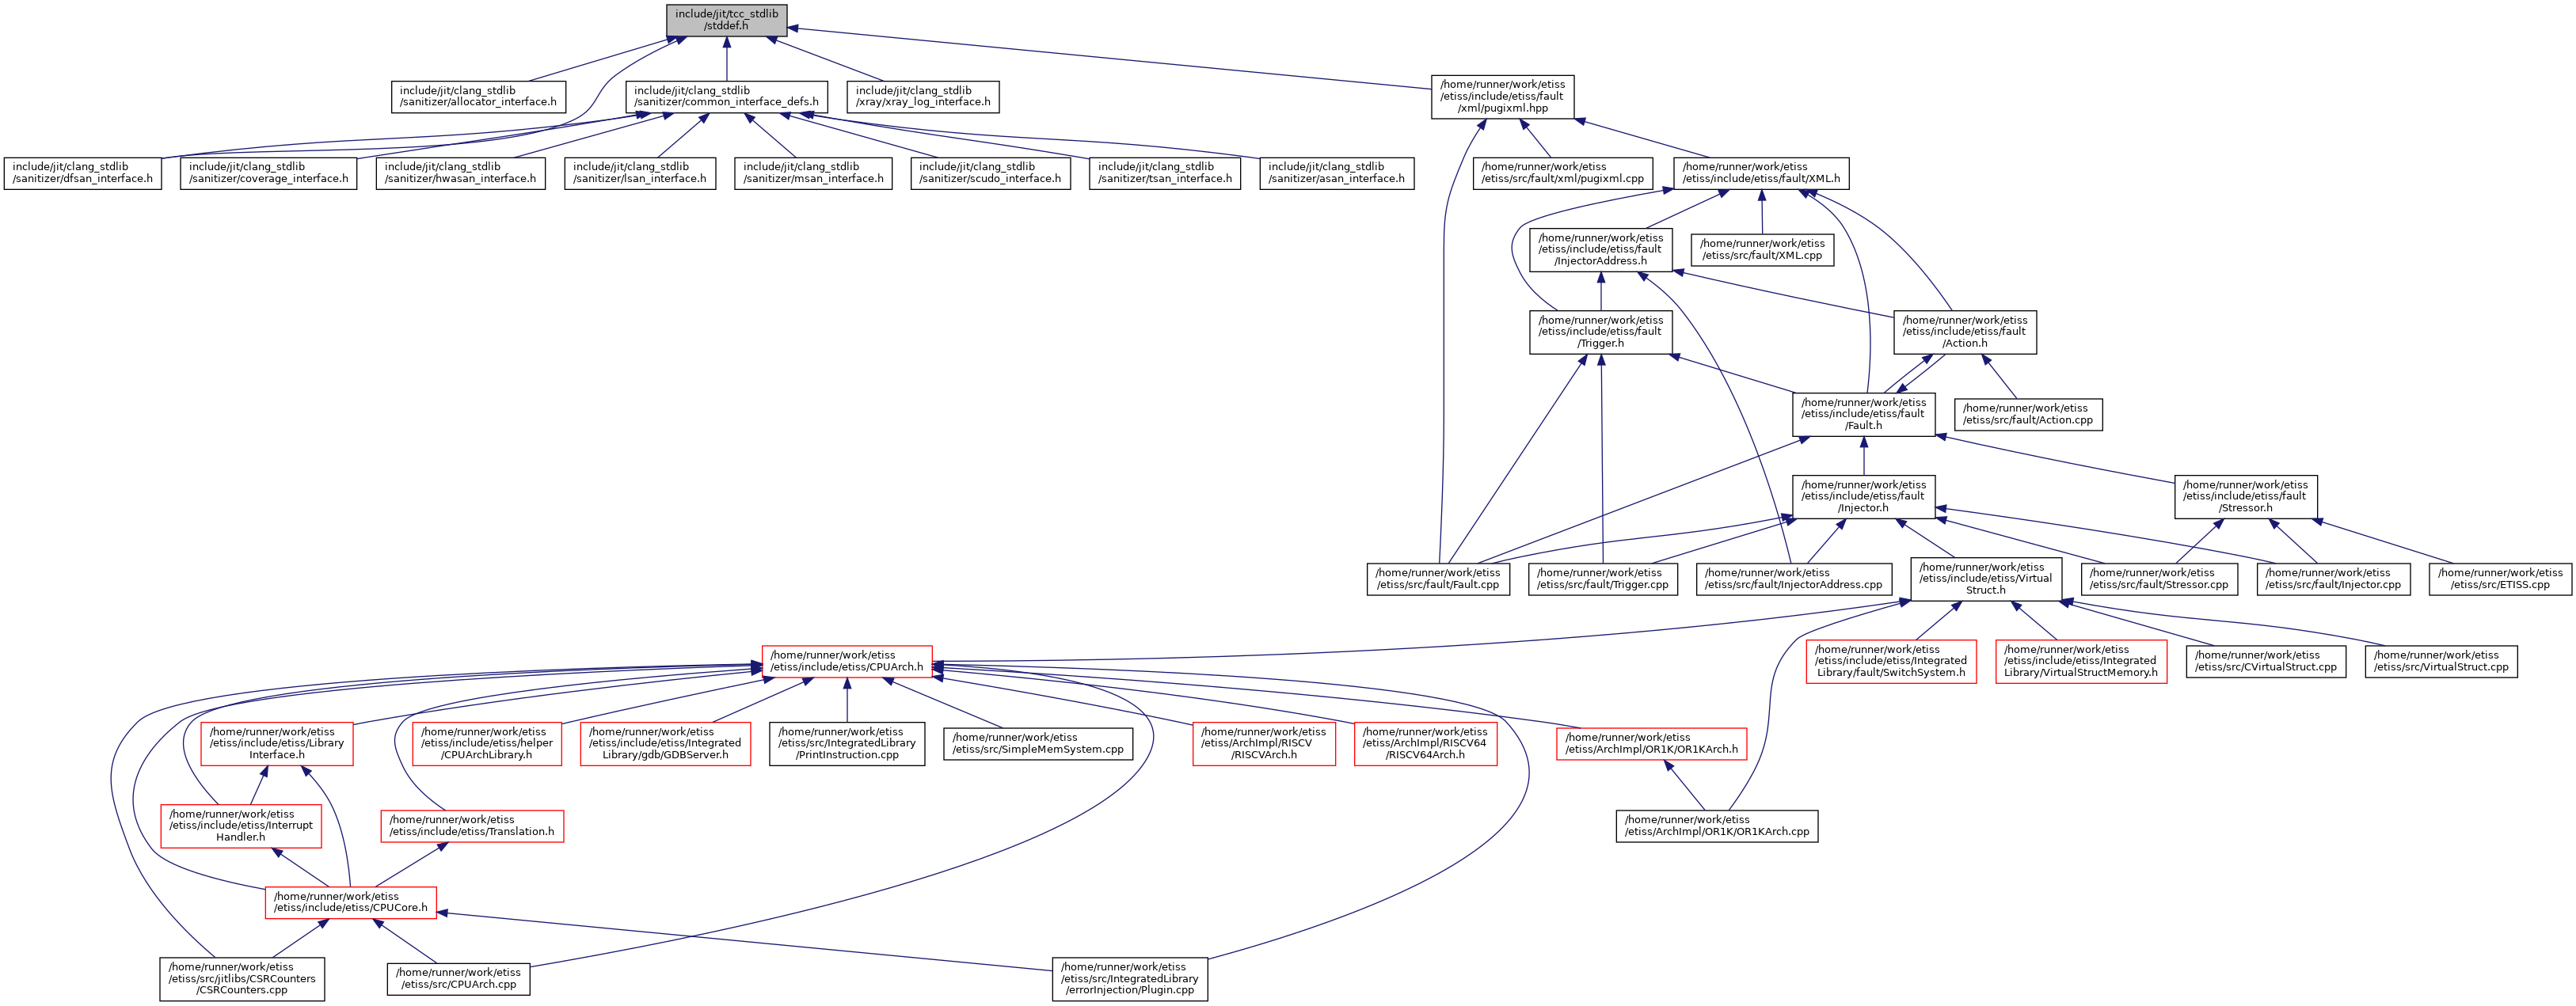 include/jit/tcc_stdlib
/stddef.h
include/jit/clang_stdlib
/sanitizer/allocator_interface.h
include/jit/clang_stdlib
/sanitizer/common_interface_defs.h
include/jit/clang_stdlib
/xray/xray_log_interface.h
/home/runner/work/etiss
/etiss/include/etiss/fault
/xml/pugixml.hpp
include/jit/clang_stdlib
/sanitizer/dfsan_interface.h
include/jit/clang_stdlib
/sanitizer/coverage_interface.h
include/jit/clang_stdlib
/sanitizer/hwasan_interface.h
include/jit/clang_stdlib
/sanitizer/lsan_interface.h
include/jit/clang_stdlib
/sanitizer/msan_interface.h
include/jit/clang_stdlib
/sanitizer/scudo_interface.h
include/jit/clang_stdlib
/sanitizer/tsan_interface.h
include/jit/clang_stdlib
/sanitizer/asan_interface.h
/home/runner/work/etiss
/etiss/src/fault/xml/pugixml.cpp
/home/runner/work/etiss
/etiss/include/etiss/fault/XML.h
/home/runner/work/etiss
/etiss/include/etiss/fault
/InjectorAddress.h
/home/runner/work/etiss
/etiss/src/fault/XML.cpp
/home/runner/work/etiss
/etiss/include/etiss/fault
/Trigger.h
/home/runner/work/etiss
/etiss/include/etiss/fault
/Action.h
/home/runner/work/etiss
/etiss/include/etiss/fault
/Fault.h
/home/runner/work/etiss
/etiss/src/fault/Action.cpp
/home/runner/work/etiss
/etiss/include/etiss/fault
/Injector.h
/home/runner/work/etiss
/etiss/include/etiss/fault
/Stressor.h
/home/runner/work/etiss
/etiss/src/fault/Fault.cpp
/home/runner/work/etiss
/etiss/src/fault/Trigger.cpp
/home/runner/work/etiss
/etiss/src/fault/InjectorAddress.cpp
/home/runner/work/etiss
/etiss/include/etiss/Virtual
Struct.h
/home/runner/work/etiss
/etiss/src/fault/Stressor.cpp
/home/runner/work/etiss
/etiss/src/fault/Injector.cpp
/home/runner/work/etiss
/etiss/src/ETISS.cpp
/home/runner/work/etiss
/etiss/include/etiss/CPUArch.h
/home/runner/work/etiss
/etiss/include/etiss/Integrated
Library/fault/SwitchSystem.h
/home/runner/work/etiss
/etiss/include/etiss/Integrated
Library/VirtualStructMemory.h
/home/runner/work/etiss
/etiss/src/CVirtualStruct.cpp
/home/runner/work/etiss
/etiss/src/VirtualStruct.cpp
/home/runner/work/etiss
/etiss/include/etiss/Library
Interface.h
/home/runner/work/etiss
/etiss/include/etiss/helper
/CPUArchLibrary.h
/home/runner/work/etiss
/etiss/include/etiss/Integrated
Library/gdb/GDBServer.h
/home/runner/work/etiss
/etiss/src/IntegratedLibrary
/PrintInstruction.cpp
/home/runner/work/etiss
/etiss/src/SimpleMemSystem.cpp
/home/runner/work/etiss
/etiss/ArchImpl/RISCV
/RISCVArch.h
/home/runner/work/etiss
/etiss/ArchImpl/RISCV64
/RISCV64Arch.h
/home/runner/work/etiss
/etiss/ArchImpl/OR1K/OR1KArch.h
/home/runner/work/etiss
/etiss/include/etiss/Interrupt
Handler.h
/home/runner/work/etiss
/etiss/include/etiss/Translation.h
/home/runner/work/etiss
/etiss/ArchImpl/OR1K/OR1KArch.cpp
/home/runner/work/etiss
/etiss/include/etiss/CPUCore.h
/home/runner/work/etiss
/etiss/src/jitlibs/CSRCounters
/CSRCounters.cpp
/home/runner/work/etiss
/etiss/src/CPUArch.cpp
/home/runner/work/etiss
/etiss/src/IntegratedLibrary
/errorInjection/Plugin.cpp